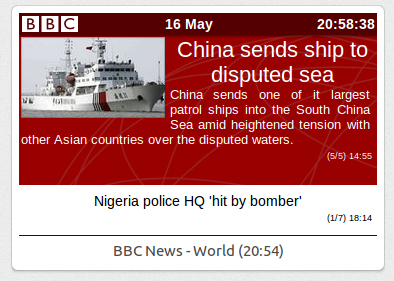 BBC 16 May 20:58:38
China sends ship to
disputed sea
China sends one of it largest
patrol ships into the South China
Sea amid heightened tension with
other Asian countries over the disputed waters.
(5/5) 14:55
Nigeria police HQ 'hit by bomber'
(1/7) 18:14
BBC News - World (20:54)